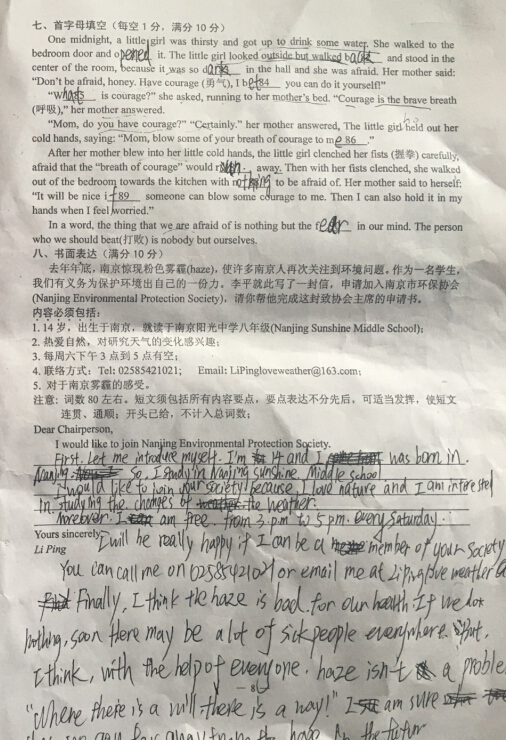 七、首字母填空（每空 1 分，满分 10 分）
One midnight, a little girl was thirsty and got up to drink some water. She walked to the
bedroom door and opened it. The little girl looked outside but walked back and stood in the
center of the room, because it was so dark in the hall and she was afraid. Her mother said:
"Don't be afraid, honey. Have courage (勇气), I b 84 you can do it yourself!"
"what's is courage?" she asked, running to her mother's bed. "Courage is the brave breath
(呼吸)," her mother answered.
"Mom, do you have courage?" "Certainly." her mother answered, The little girl held out her
cold hands, saying: "Mom, blow some of your breath of courage to me 86 ."
After her mother blew into her little cold hands, the little girl clenched her fists (握拳) carefully,
afraid that the "breath of courage" would away. Then with her fists clenched, she walked
out of the bedroom towards the kitchen with nothing to be afraid of. Her mother said to herself:
"It will be nice if 89 someone can blow some courage to me. Then I can also hold it in my
hands when I feel worried."
In a word, the thing that we are afraid of is nothing but the fear in our mind. The person
who we should beat(打败) is nobody but ourselves.
八、书面表达（满分 10 分）
去年年底，南京惊现粉色雾霾(haze)，使许多南京人再次关注到环境问题。作为一名学生，
我们有义务为保护环境出自己的一份力。李平就此写了一封信，申请加入南京市环保协会
(Nanjing Environmental Protection Society)，请你帮他完成这封致协会主席的申请书。
内容必须包括：
1. 14 岁，出生于南京，就读于南京阳光中学八年级(Nanjing Sunshine Middle School)；
2. 热爱自然，对研究天气的变化感兴趣；
3. 每周六下午 3 点到 5 点有空；
4. 联络方式：Tel: 02585421021; Email: LiPingloveweather@163.com；
5. 对于南京雾霾的感受。
注意：词数 80 左右。短文须包括所有内容要点，要点表达不分先后，可适当发挥，使短文
连贯、通顺；开头已给，不计入总词数；
Dear Chairperson,
I would like to join Nanjing Environmental Protection Society.
First. Let me introduce myself. I'm 14 and I was born in
Nanjing. So, I study in Nanjing sunshine Middle school
I would like to join your society because I love nature and I am interested
in studying the changes of the weather.
Moreover. I am free. from 3 p.m to 5 pm. every Saturday.
Yours sincerely
I will be really happy if I can be a member of your society
Li Ping
You can call me on 02585421021 or email me at Lipinglove weather@
Finally, I think the haze is bad. for our health. If we do
nothing, soon there may be a lot of sick people everywhere. But,
I think, with the help of everyone. haze isn't a proble
— 8
"Where there is a will there is a way!" I am sure
the